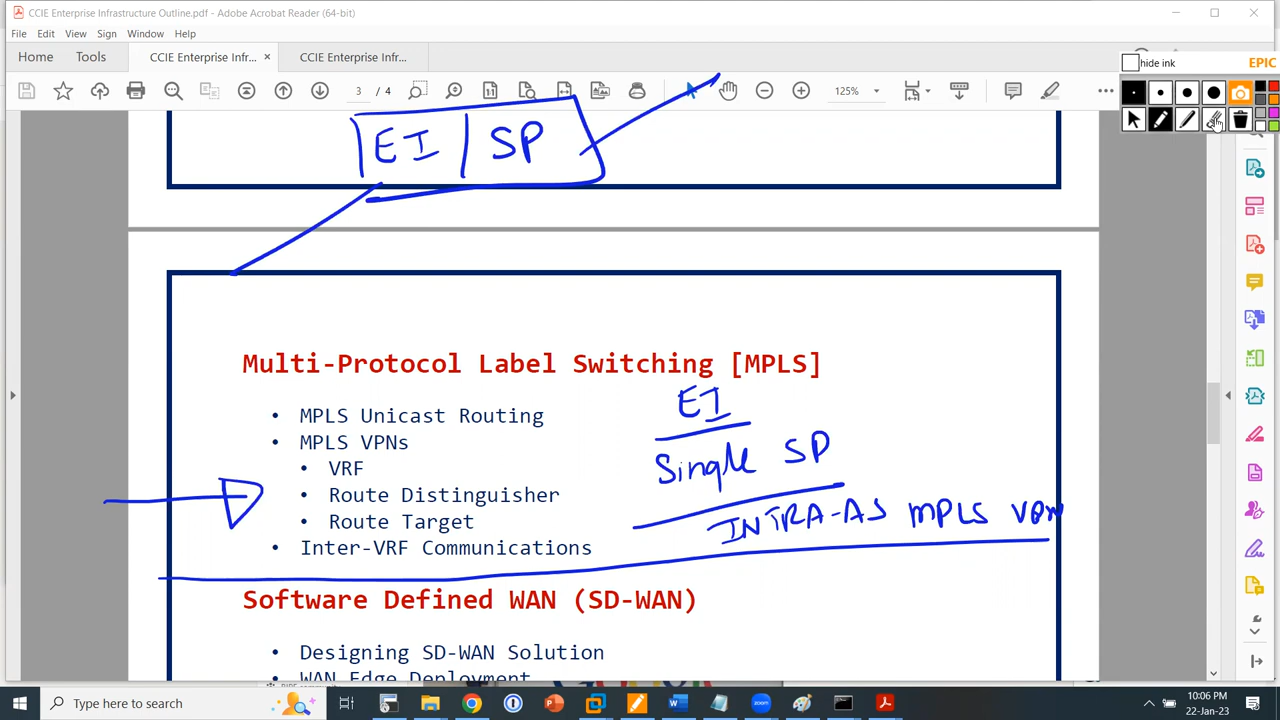 CCIE Enterprise Infrastructure Outline.pdf - Adobe Acrobat Reader (64-bit)
File Edit View Sign Window Help
Home Tools CCIE Enterprise Infr... × CCIE Enterprise Infr...
hide ink EPIC
3 / 4 125%
EI SP
Multi-Protocol Label Switching [MPLS]
• MPLS Unicast Routing
• MPLS VPNs
• VRF
• Route Distinguisher
• Route Target
• Inter-VRF Communications
EI
Single SP
INTRA-AS MPLS VPN
Software Defined WAN (SD-WAN)
• Designing SD-WAN Solution
• WAN Edge Deployment
Type here to search
10:06 PM
22-Jan-23